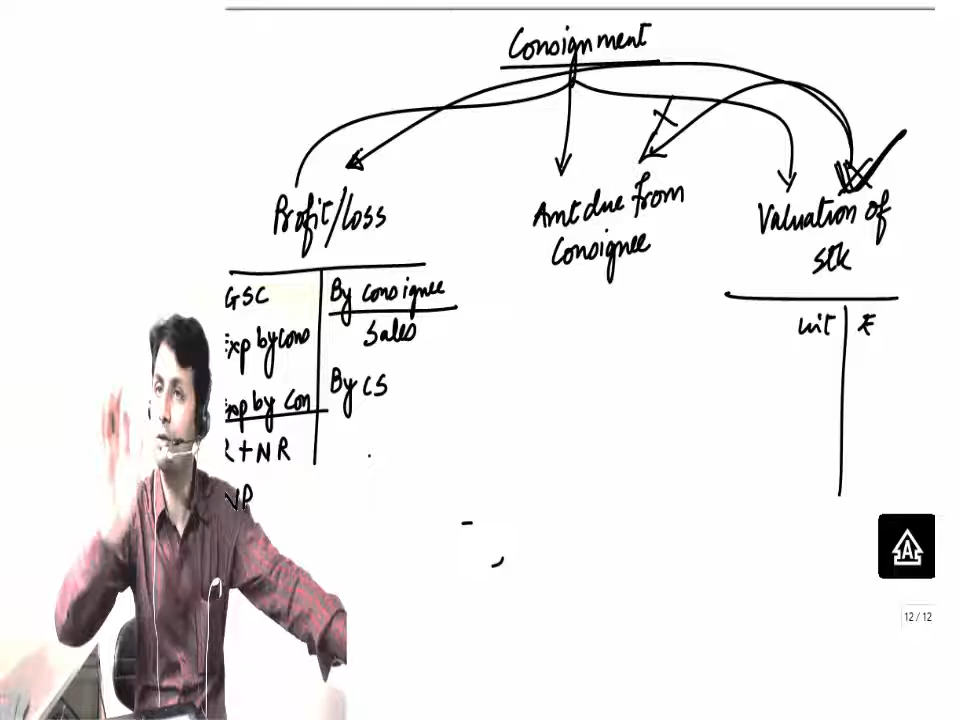 Consignment
Profit/Loss
Amt due from
Consignee
Valuation of
stk
GSC
By Consignee
Sales
Exp by Cons
By CS
Exp by Con
R + NR
NP
unit ₹
A
12 / 12